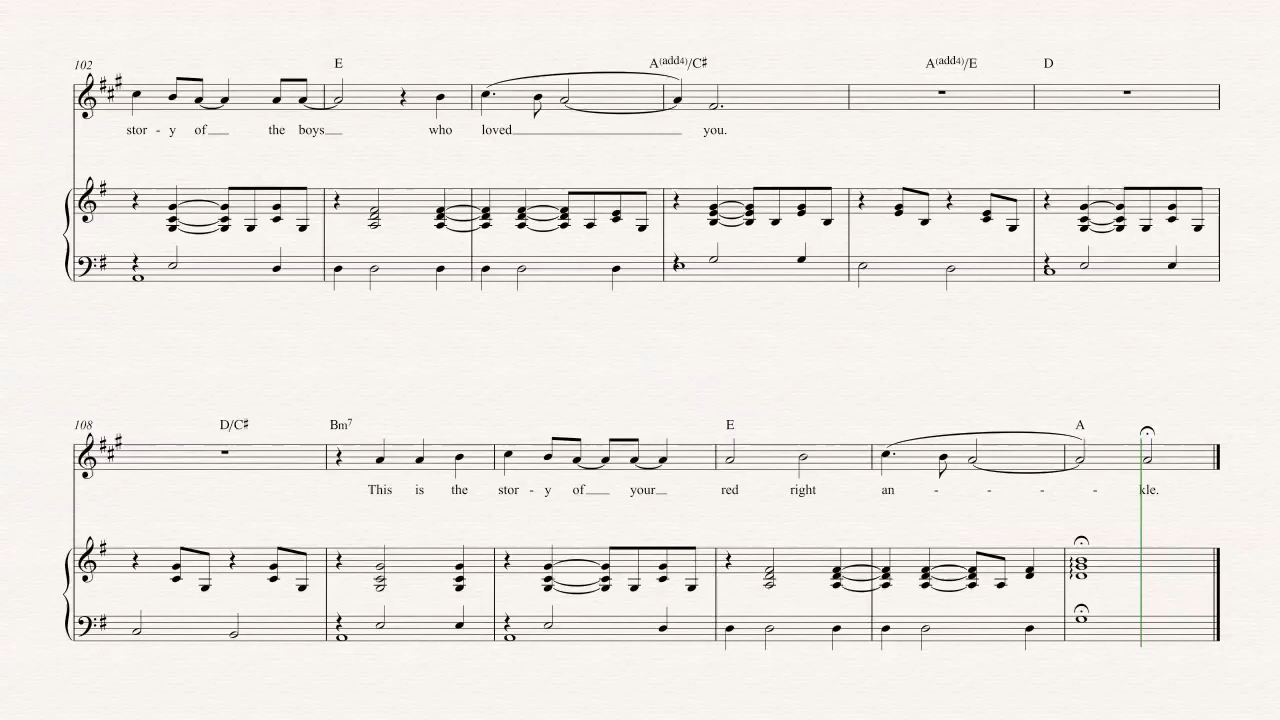 102 E A(add4)/C♯ A(add4)/E D
stor - y of the boys who loved you.
108 D/C♯ Bm7 E A
This is the stor - y of your red right an - - - - kle.